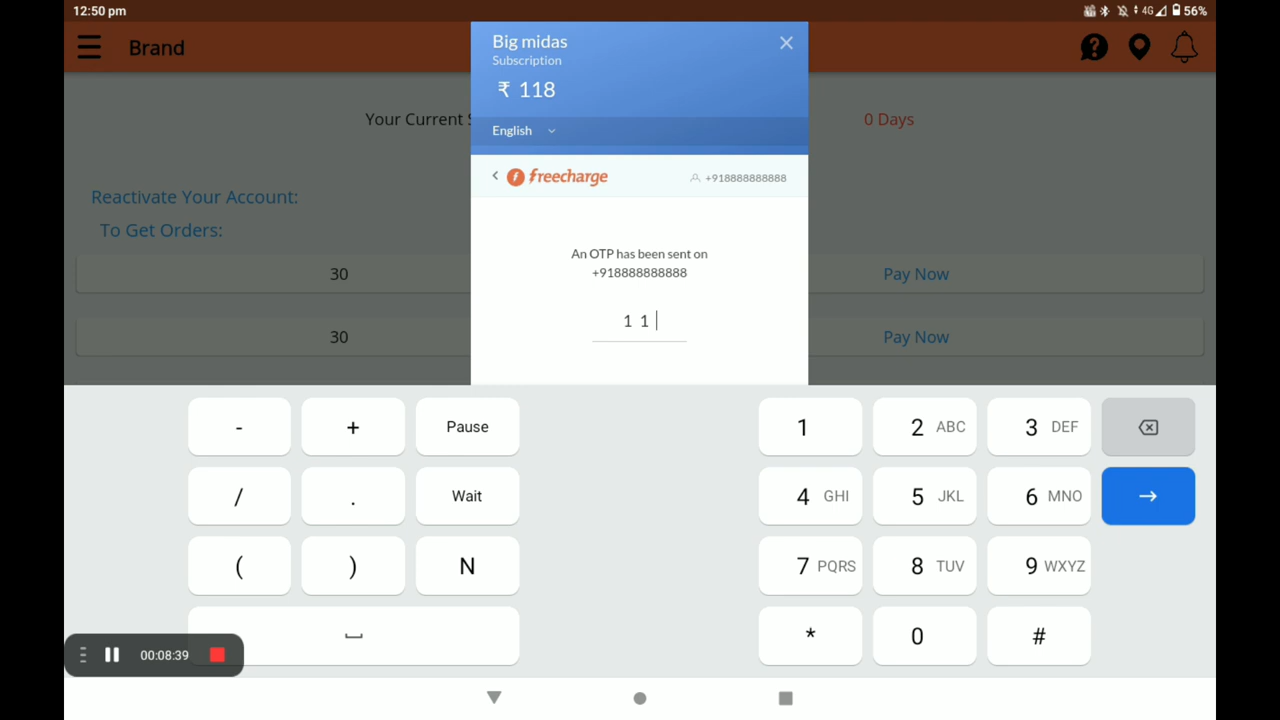 12:50 pm
4G 56%
Brand
Big midas
Subscription
₹ 118
English
Your Current S
0 Days
freecharge
+918888888888
Reactivate Your Account:
To Get Orders:
An OTP has been sent on
+918888888888
30
Pay Now
1 1
30
Pay Now
- + Pause 1 2 ABC 3 DEF
/ . Wait 4 GHI 5 JKL 6 MNO →
( ) N 7 PQRS 8 TUV 9 WXYZ
* 0 #
00:08:39